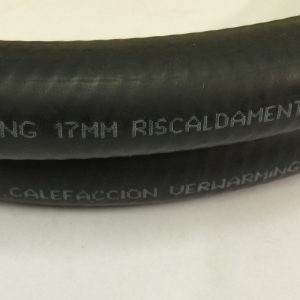 NG 17MM RISCALDAMENT
CALEFACCION VERWARMING